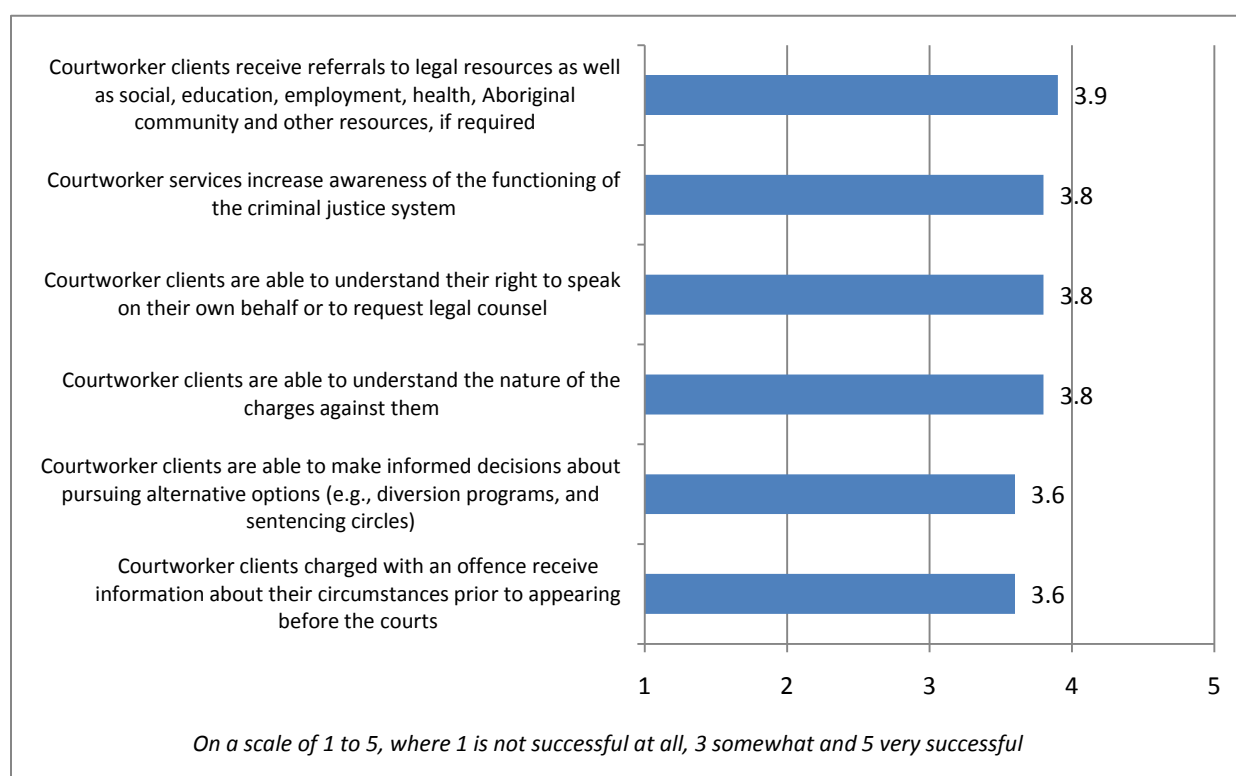 Courtworker clients receive referrals to legal resources as well
as social, education, employment, health, Aboriginal
community and other resources, if required
3.9
Courtworker services increase awareness of the functioning of
the criminal justice system
3.8
Courtworker clients are able to understand their right to speak
on their own behalf or to request legal counsel
3.8
Courtworker clients are able to understand the nature of the
charges against them
3.8
Courtworker clients are able to make informed decisions about
pursuing alternative options (e.g., diversion programs, and
sentencing circles)
3.6
Courtworker clients charged with an offence receive
information about their circumstances prior to appearing
before the courts
3.6
1 2 3 4 5
On a scale of 1 to 5, where 1 is not successful at all, 3 somewhat and 5 very successful